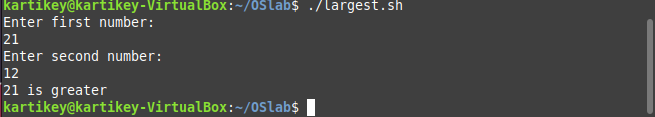 kartikey@kartikey-VirtualBox:~/OSlab$ ./largest.sh
Enter first number:
21
Enter second number:
12
21 is greater
kartikey@kartikey-VirtualBox:~/OSlab$